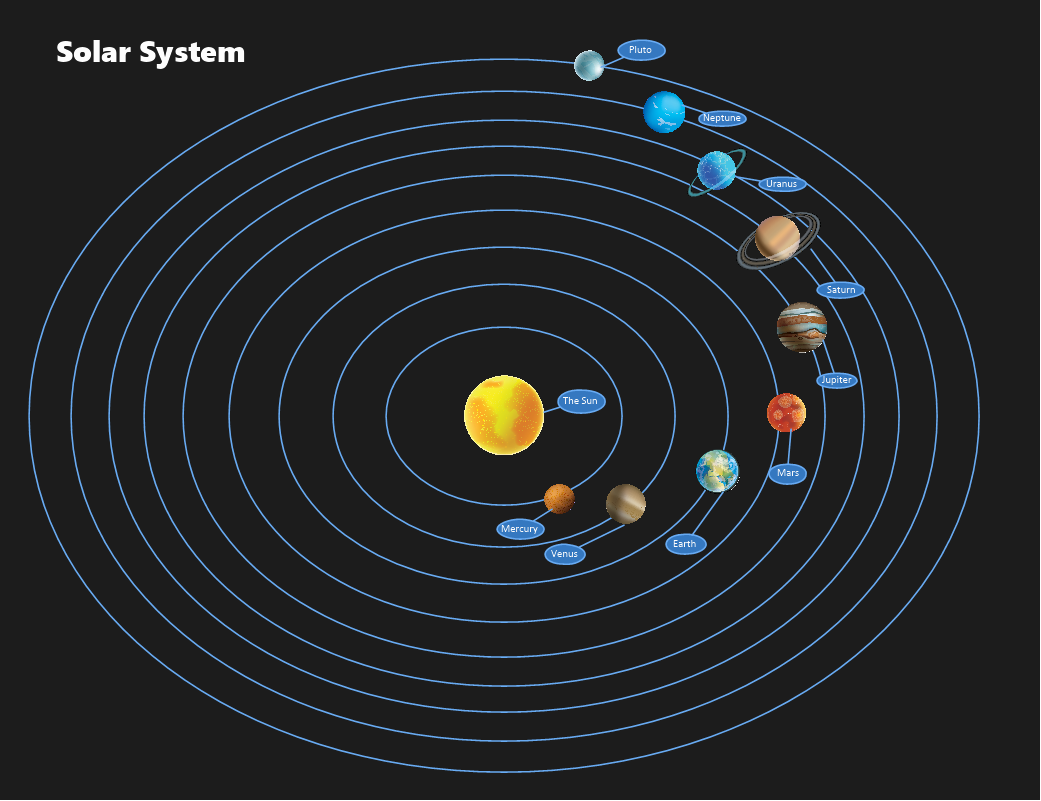 Solar System
Pluto
Neptune
Uranus
Saturn
Jupiter
The Sun
Mars
Mercury
Venus
Earth